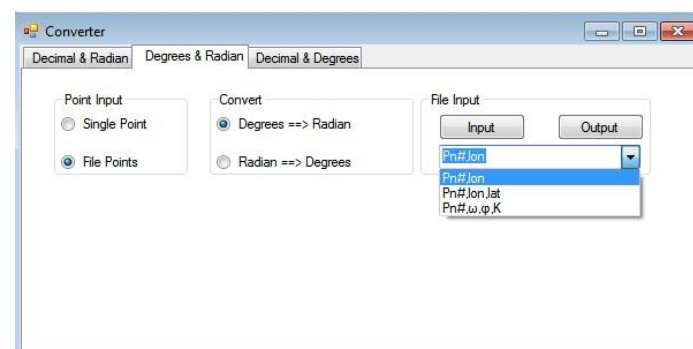 Converter
Decimal & Radian Degrees & Radian Decimal & Degrees
Point Input Convert File Input
Single Point Degrees ==> Radian Input Output
File Points Radian ==> Degrees Pn#,lon
Pn#,lon
Pn#,lon,lat
Pn#,ω,φ,K